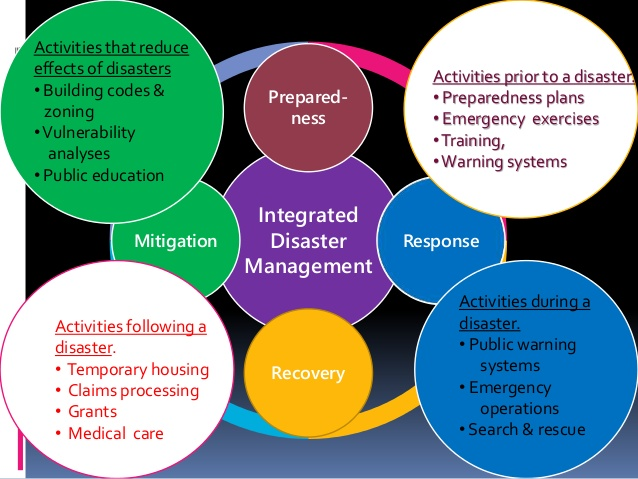 Activities that reduce
effects of disasters
• Building codes &
zoning
• Vulnerability
analyses
• Public education
Prepared-
ness
Activities prior to a disaster.
• Preparedness plans
• Emergency exercises
• Training,
• Warning systems
Mitigation
Integrated
Disaster
Management
Response
Activities following a
disaster.
• Temporary housing
• Claims processing
• Grants
• Medical care
Recovery
Activities during a
disaster.
• Public warning
systems
• Emergency
operations
• Search & rescue